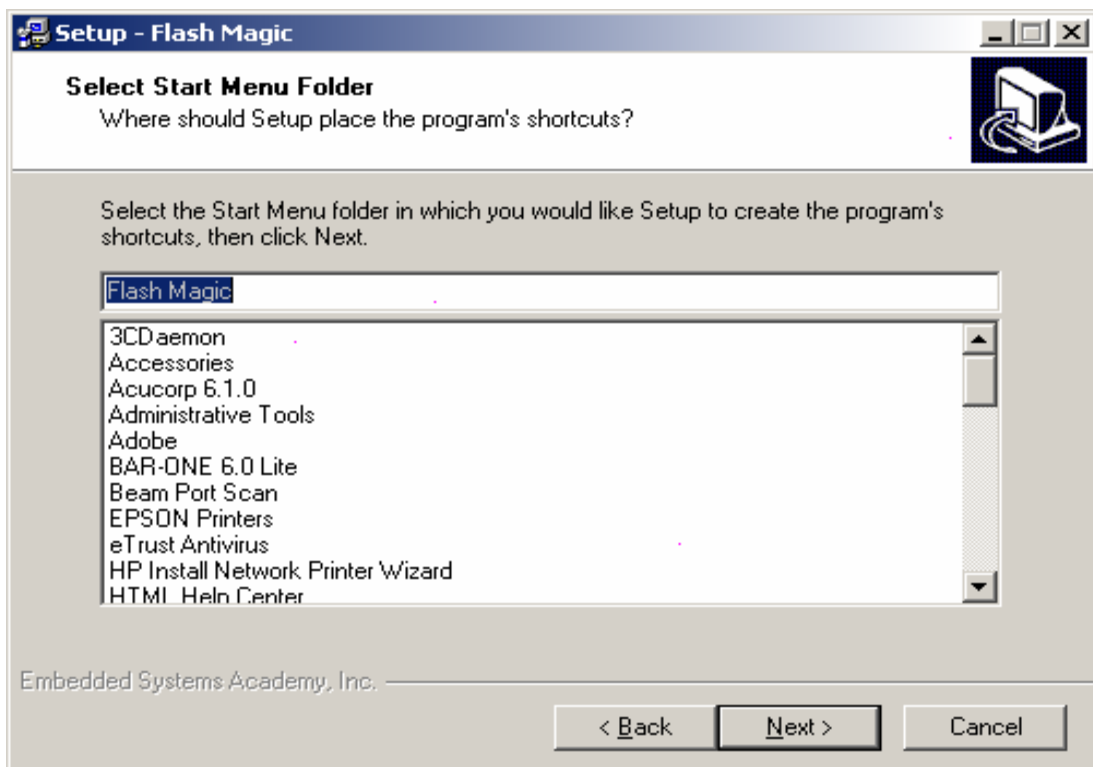 Setup - Flash Magic
Select Start Menu Folder
Where should Setup place the program's shortcuts?
Select the Start Menu folder in which you would like Setup to create the program's
shortcuts, then click Next.
Flash Magic
3CDaemon
Accessories
Acucorp 6.1.0
Administrative Tools
Adobe
BAR-ONE 6.0 Lite
Beam Port Scan
EPSON Printers
eTrust Antivirus
HP Install Network Printer Wizard
HTML Help Center
Embedded Systems Academy, Inc.
< Back Next > Cancel